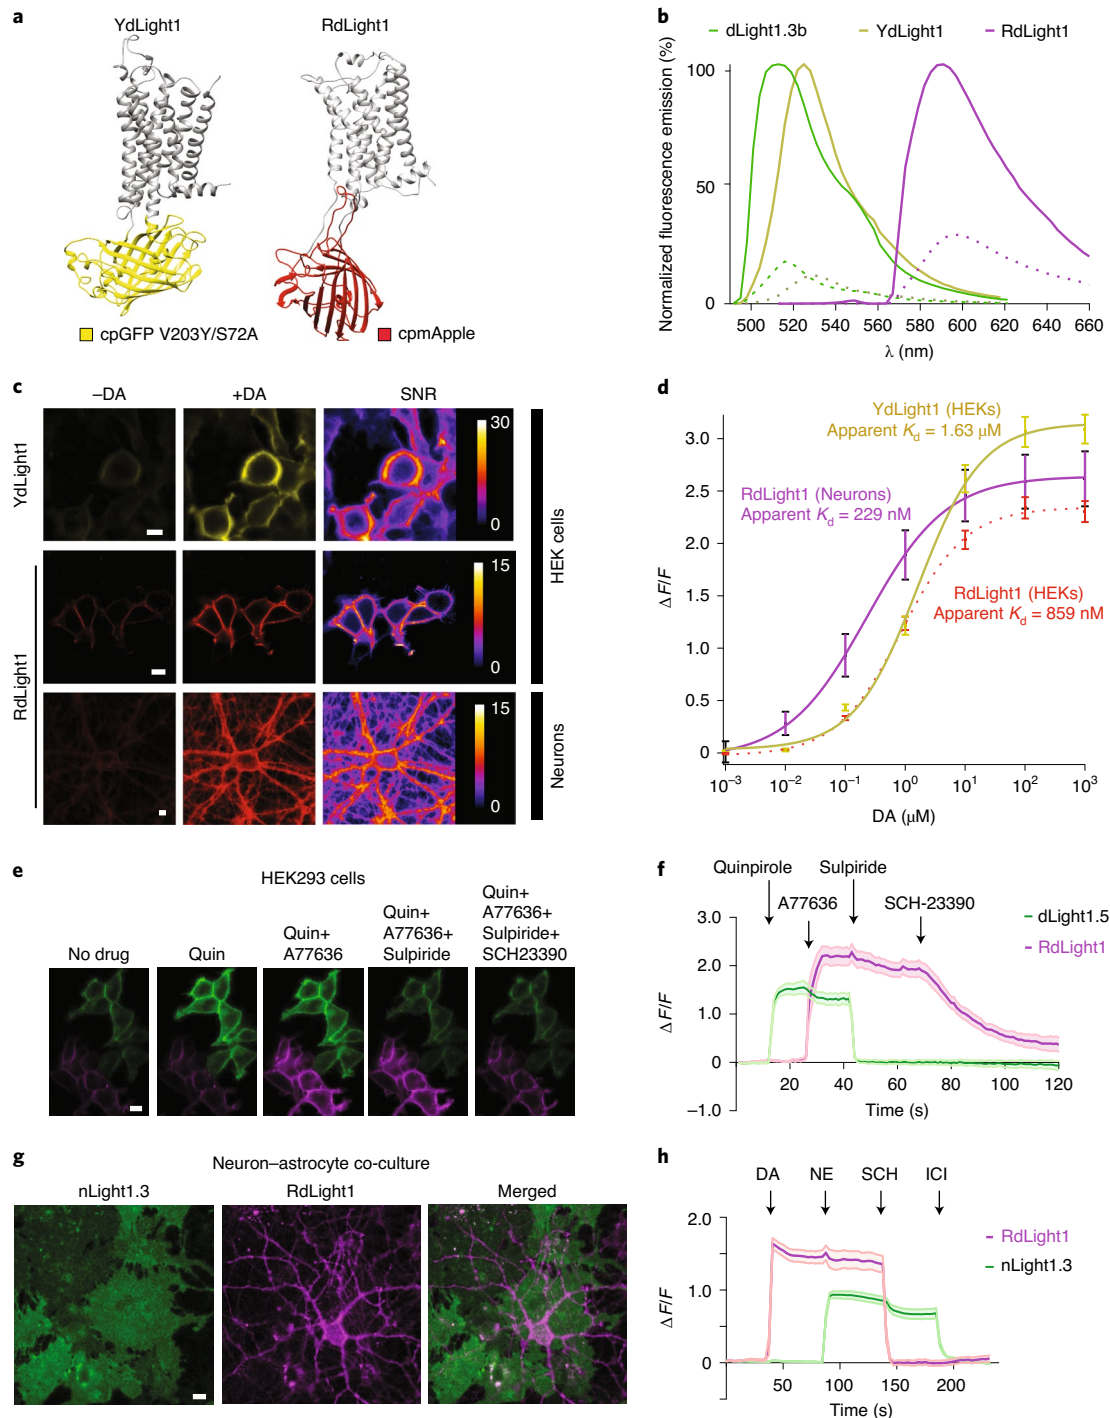 a
YdLight1
RdLight1
cpGFP V203Y/S72A
cpmApple
b
dLight1.3b
YdLight1
RdLight1
Normalized fluorescence emission (%)
100
50
0
500 520 540 560 580 600 620 640 660
λ (nm)
c
–DA
+DA
SNR
YdLight1
30
0
RdLight1
15
0
HEK cells
15
0
Neurons
d
YdLight1 (HEKs)
Apparent Kd = 1.63 μM
RdLight1 (Neurons)
Apparent Kd = 229 nM
RdLight1 (HEKs)
Apparent Kd = 859 nM
ΔF/F
3.0
2.5
2.0
1.5
1.0
0.5
0
10−3 10−2 10−1 100 101 102 103
DA (μM)
e
HEK293 cells
No drug
Quin
Quin+
A77636
Quin+
A77636+
Sulpiride
Quin+
A77636+
Sulpiride+
SCH23390
f
Quinpirole
Sulpiride
A77636
SCH-23390
dLight1.5
RdLight1
ΔF/F
3.0
2.0
1.0
0
–1.0
20 40 60 80 100 120
Time (s)
g
Neuron–astrocyte co-culture
nLight1.3
RdLight1
Merged
h
DA
NE
SCH
ICI
RdLight1
nLight1.3
ΔF/F
2.0
1.0
0
50 100 150 200
Time (s)